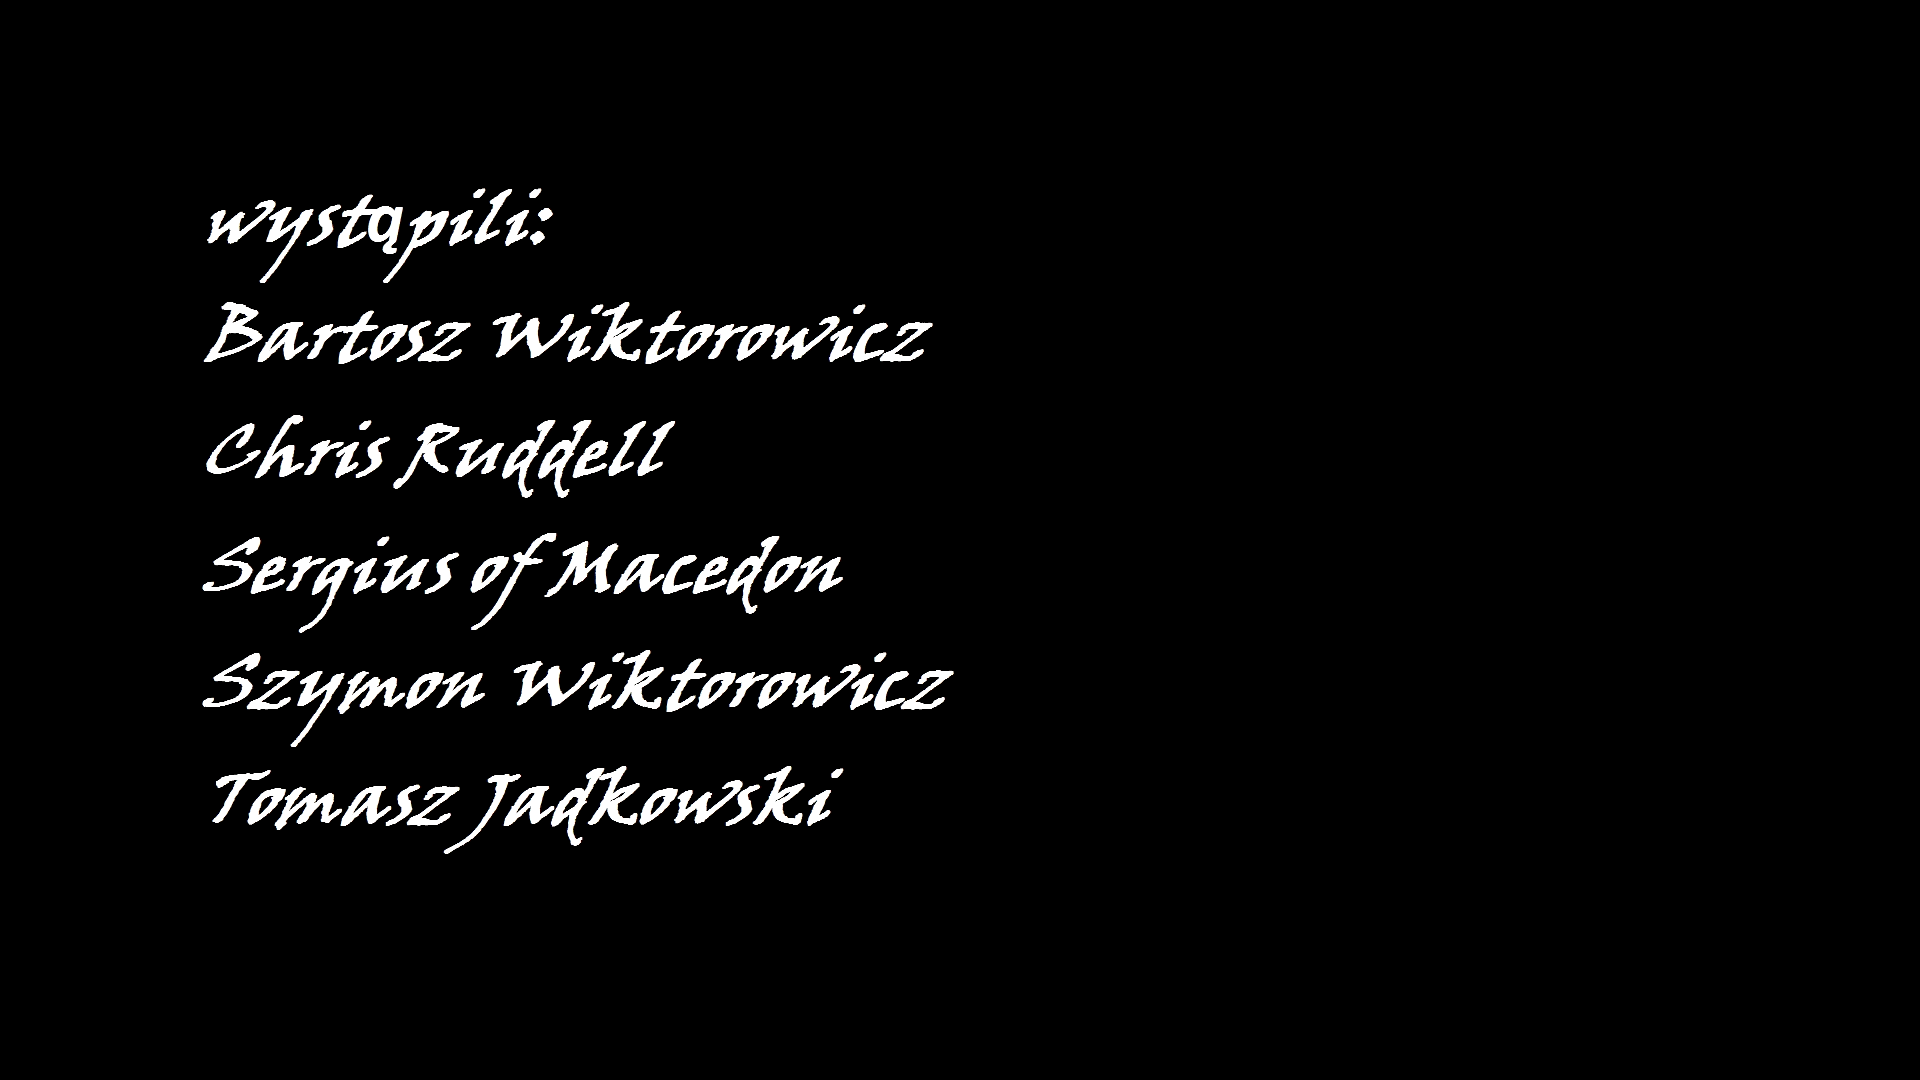 wystąpili:
Bartosz Wiktorowicz
Chris Ruddell
Sergius of Macedon
Szymon Wiktorowicz
Tomasz Jadkowski